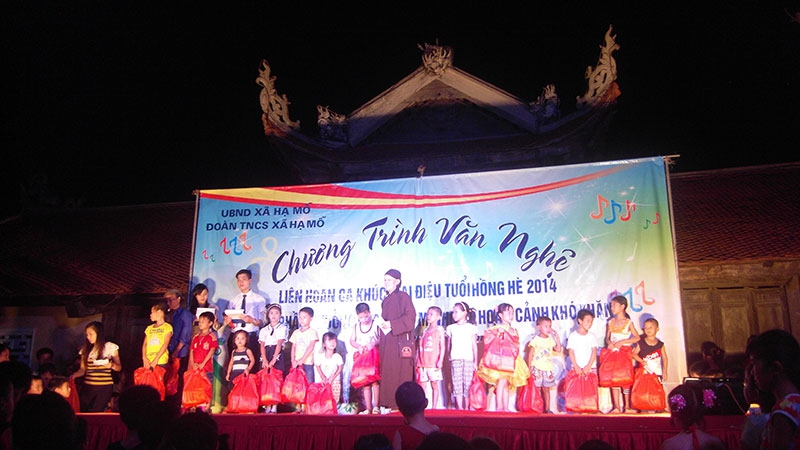 UBND XÃ HẠ MỖ
ĐOÀN TNCS XÃ HẠ MỖ
Chương Trình Văn Nghệ
LIÊN HOAN CA KHÚC ĐIỆU TUỔI HỒNG HÈ 2014
CẢNH KHÓ KHĂN